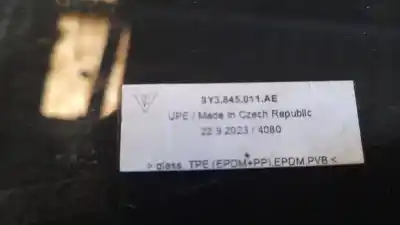 9Y3.845.011.AE
UPE / Made in Czech Republic
22.9.2023 / 4080
> glass, TPE (EPDM+PP),EPDM,PVB <